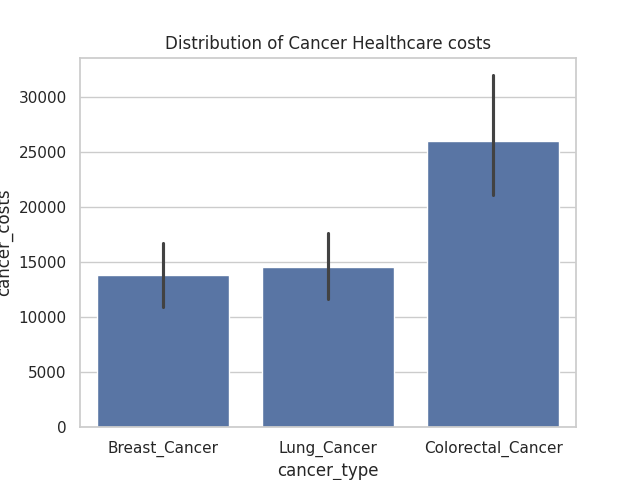 Distribution of Cancer Healthcare costs
30000
25000
20000
15000
10000
5000
0
cancer_costs
Breast_Cancer
Lung_Cancer
Colorectal_Cancer
cancer_type